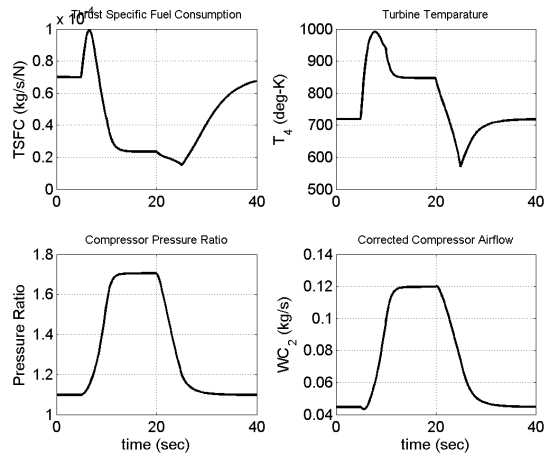 x 10⁻⁴ Thrust Specific Fuel Consumption
TSFC (kg/s/N)
1
0.8
0.6
0.4
0.2
0
0 20 40
Turbine Temparature
T₄ (deg-K)
1000
900
800
700
600
500
0 20 40
Compressor Pressure Ratio
Pressure Ratio
1.8
1.6
1.4
1.2
1
0 20 40
time (sec)
Corrected Compressor Airflow
WC₂ (kg/s)
0.14
0.12
0.1
0.08
0.06
0.04
0 20 40
time (sec)